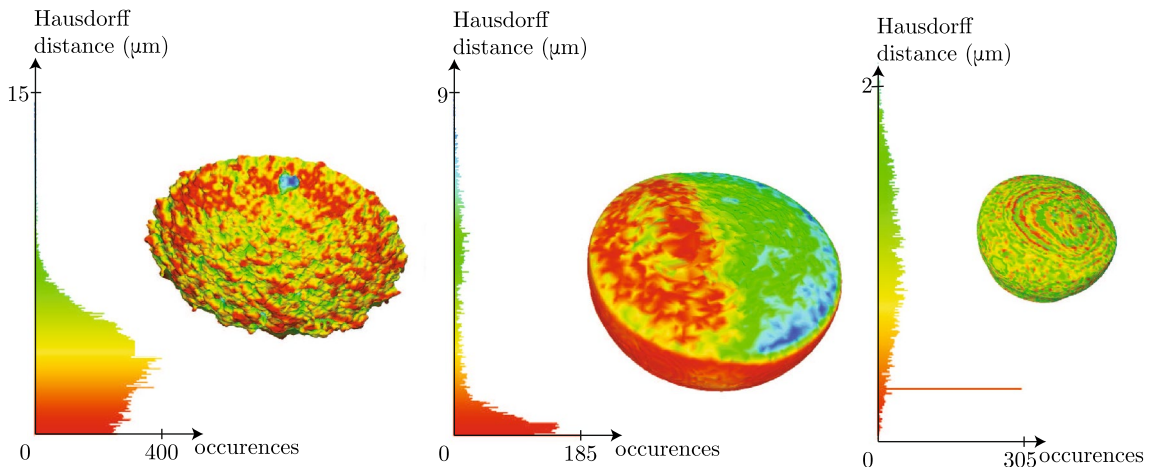 Hausdorff
distance (µm)
15
0
400
occurences
Hausdorff
distance (µm)
9
0
185
occurences
Hausdorff
distance (µm)
2
0
305
occurences